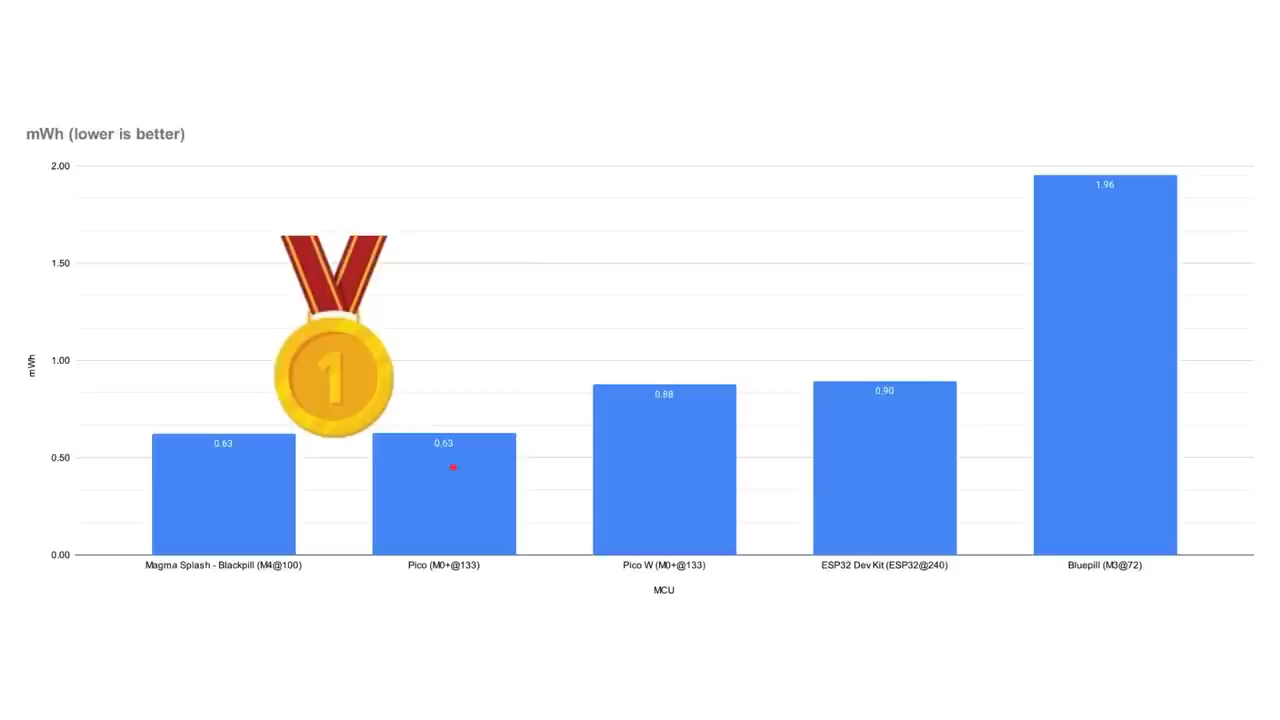 mWh (lower is better)
2.00
1.50
1.00
0.50
0.00
mWh
1
0.63
0.63
0.88
0.90
1.96
Magma Splash - Blackpill (M4@100)
Pico (M0+@133)
Pico W (M0+@133)
ESP32 Dev Kit (ESP32@240)
Bluepill (M3@72)
MCU